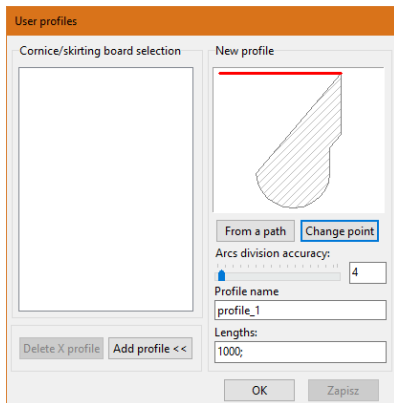 User profiles
Cornice/skirting board selection
New profile
From a path
Change point
Arcs division accuracy:
4
Profile name
profile_1
Delete X profile
Add profile <<
Lengths:
1000;
OK
Zapisz